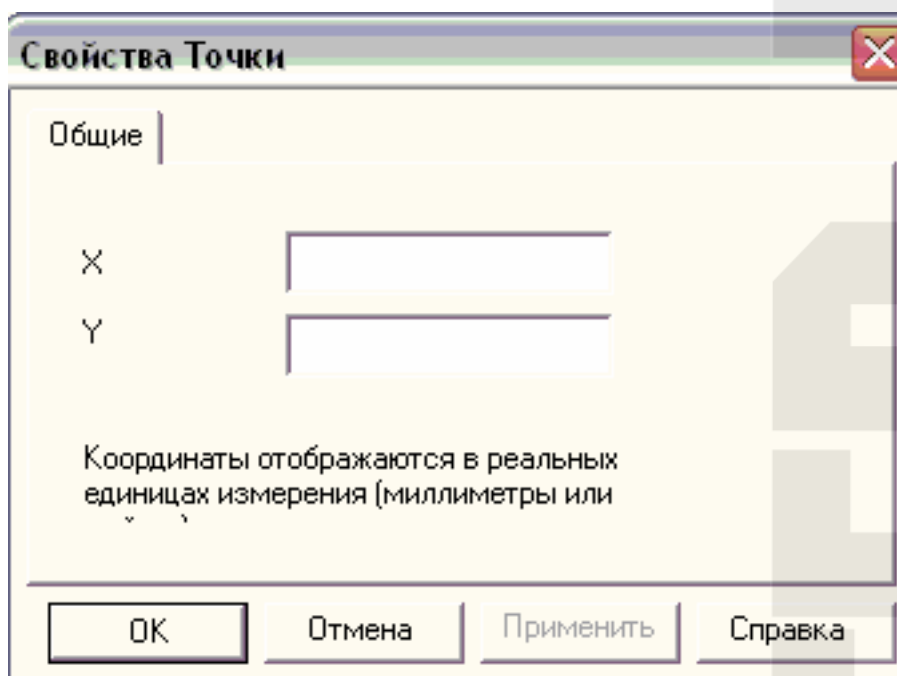 Свойства Точки
Общие
X
Y
Координаты отображаются в реальных
единицах измерения (миллиметры или
OK
Отмена
Применить
Справка